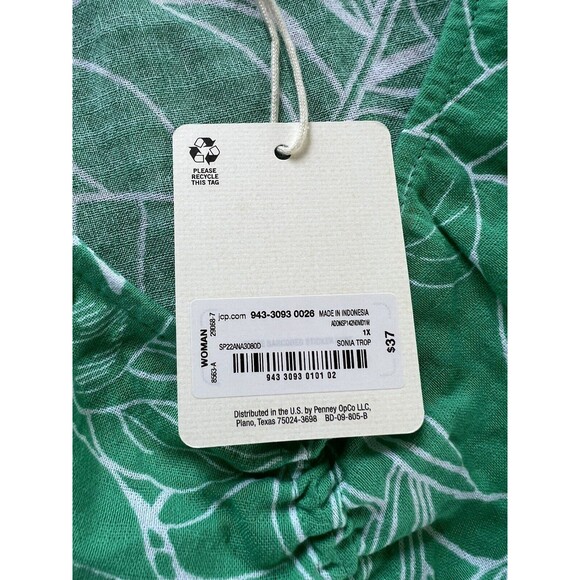 PLEASE
RECYCLE
THIS TAG
WOMAN
8563-A 29068-7
jcp.com 943-3093 0026 MADE IN INDONESIA
1X
SP22ANA3080D SONIA TROP
$37
943 3093 0101 02
Distributed in the U.S. by Penney OpCo LLC,
Plano, Texas 75024-3698 BD-09-805-B